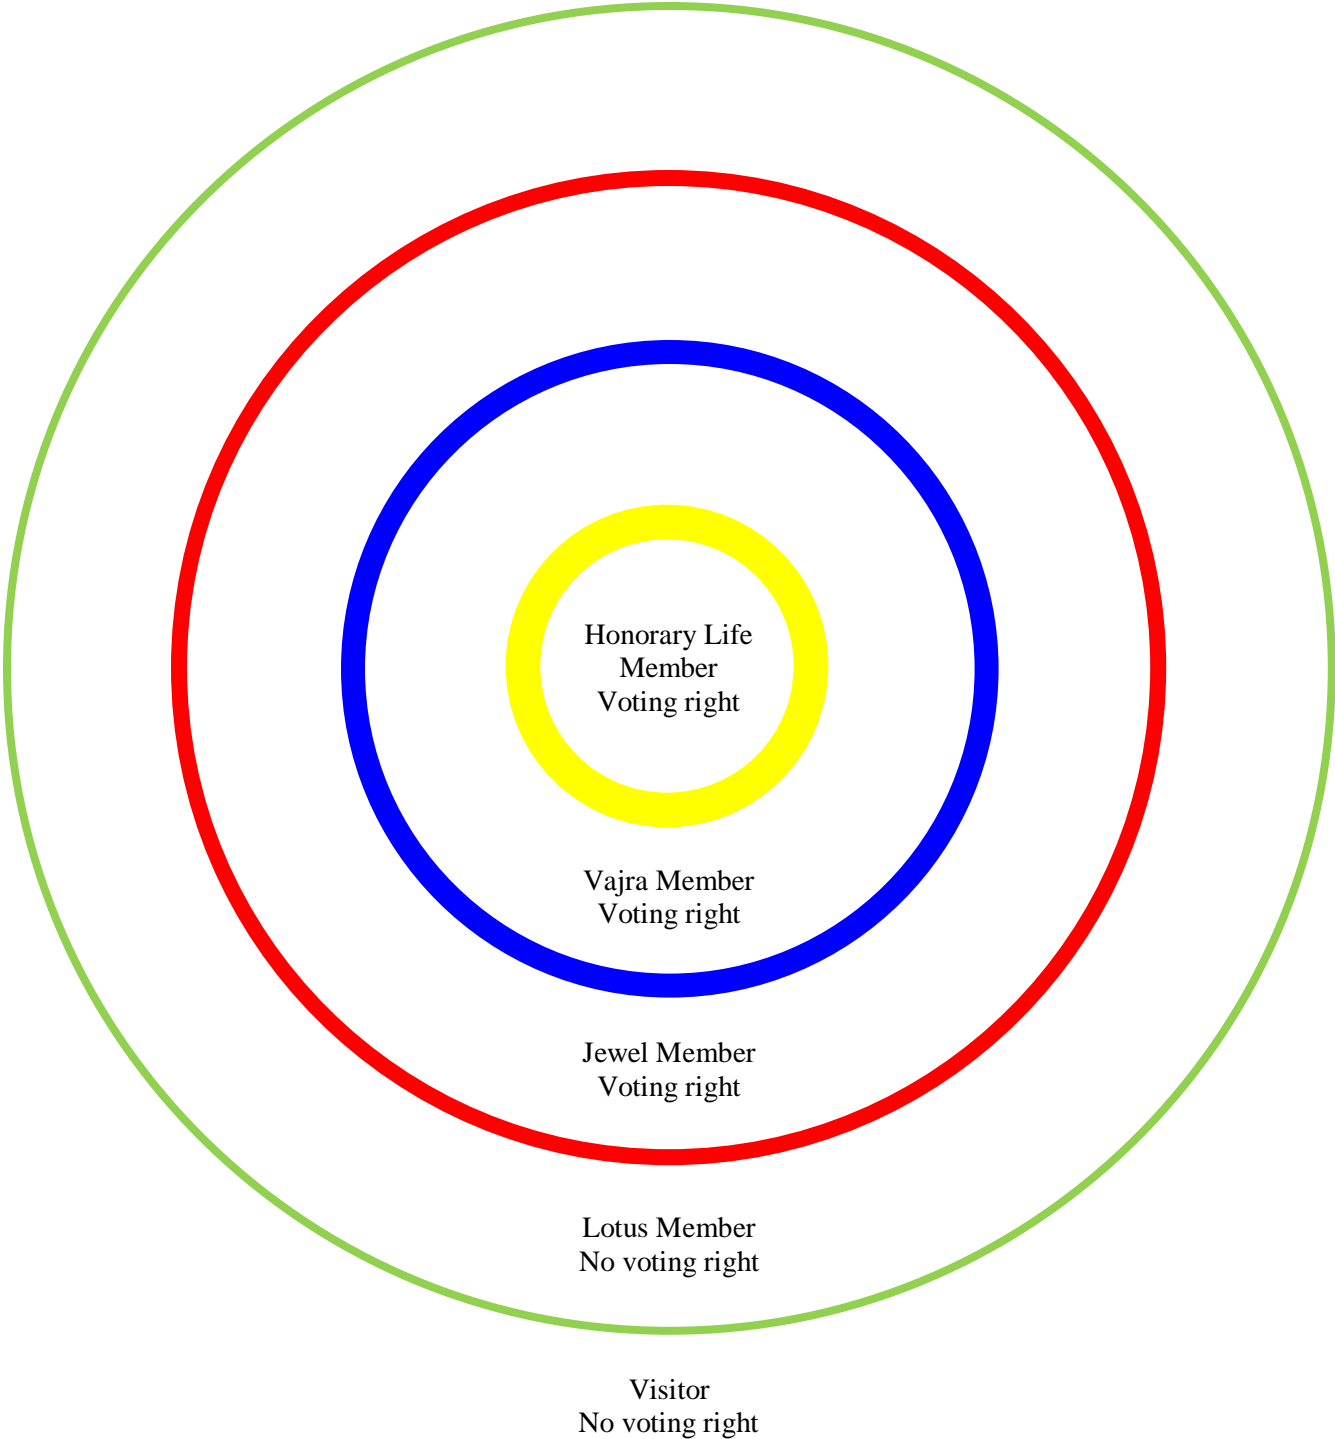 Honorary Life
Member
Voting right
Vajra Member
Voting right
Jewel Member
Voting right
Lotus Member
No voting right
Visitor
No voting right